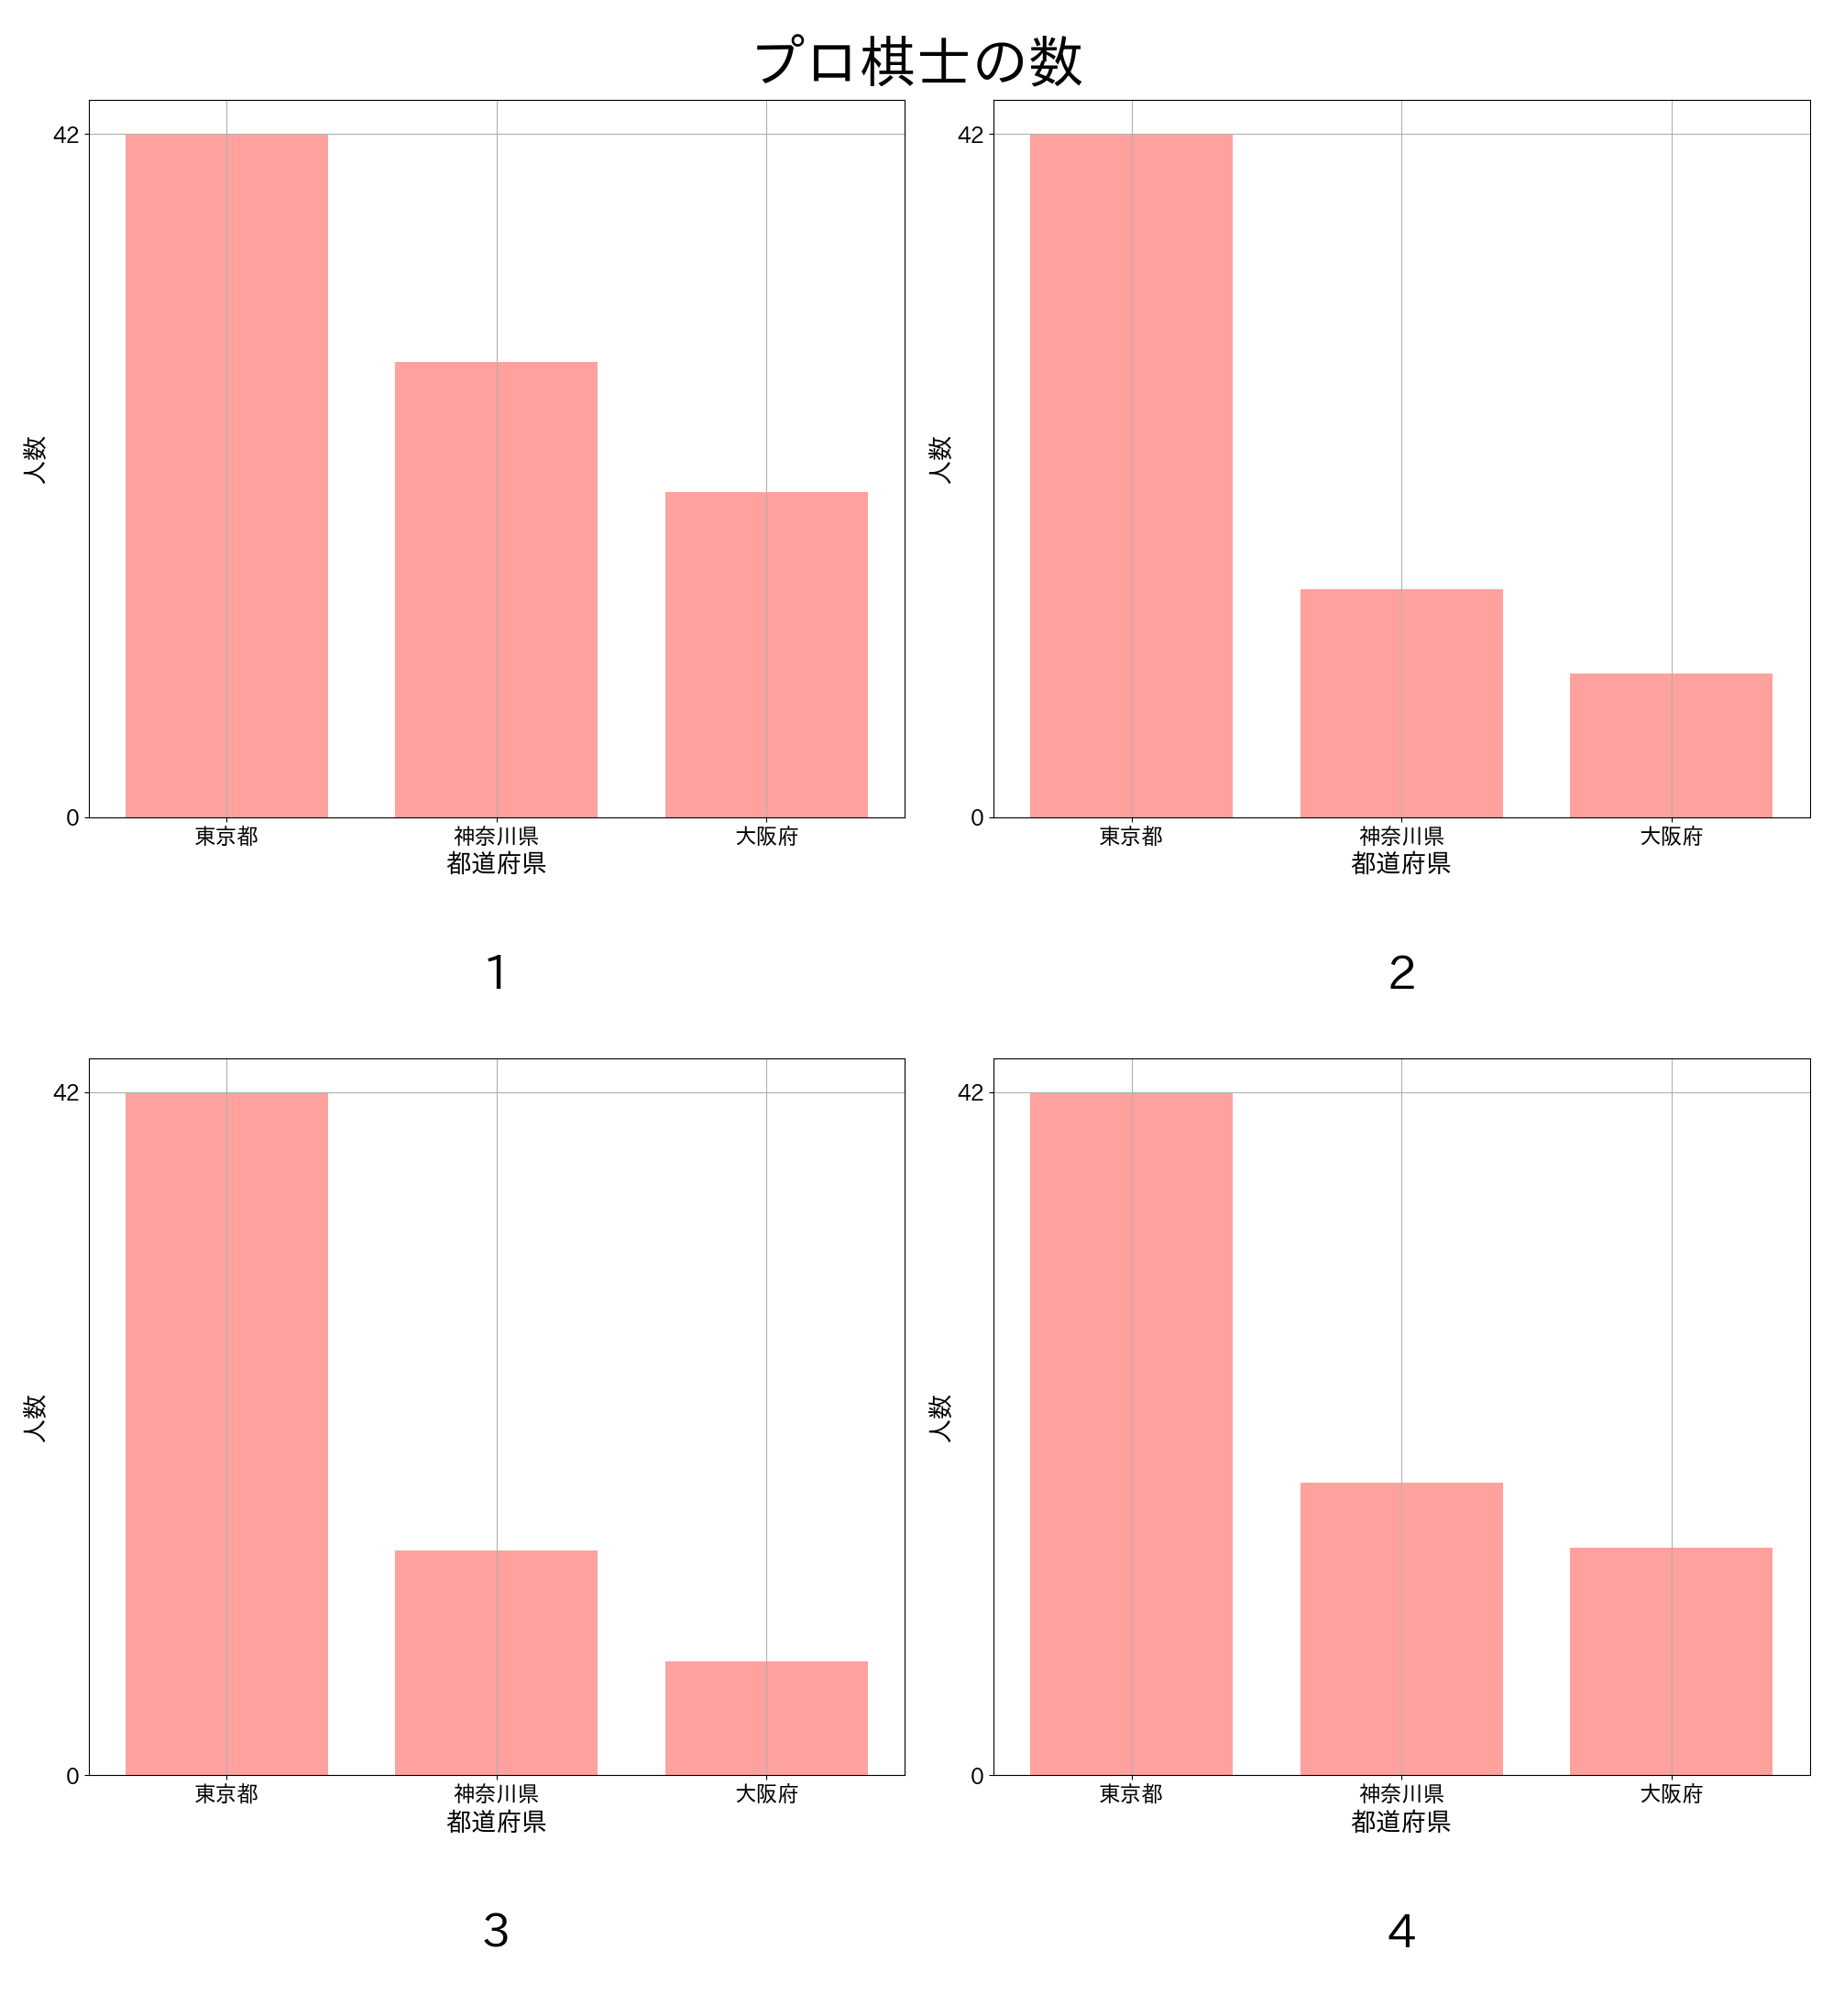 プロ棋士の数
42
0
人数
東京都 神奈川県 大阪府
都道府県
1
42
0
人数
東京都 神奈川県 大阪府
都道府県
2
42
0
人数
東京都 神奈川県 大阪府
都道府県
3
42
0
人数
東京都 神奈川県 大阪府
都道府県
4